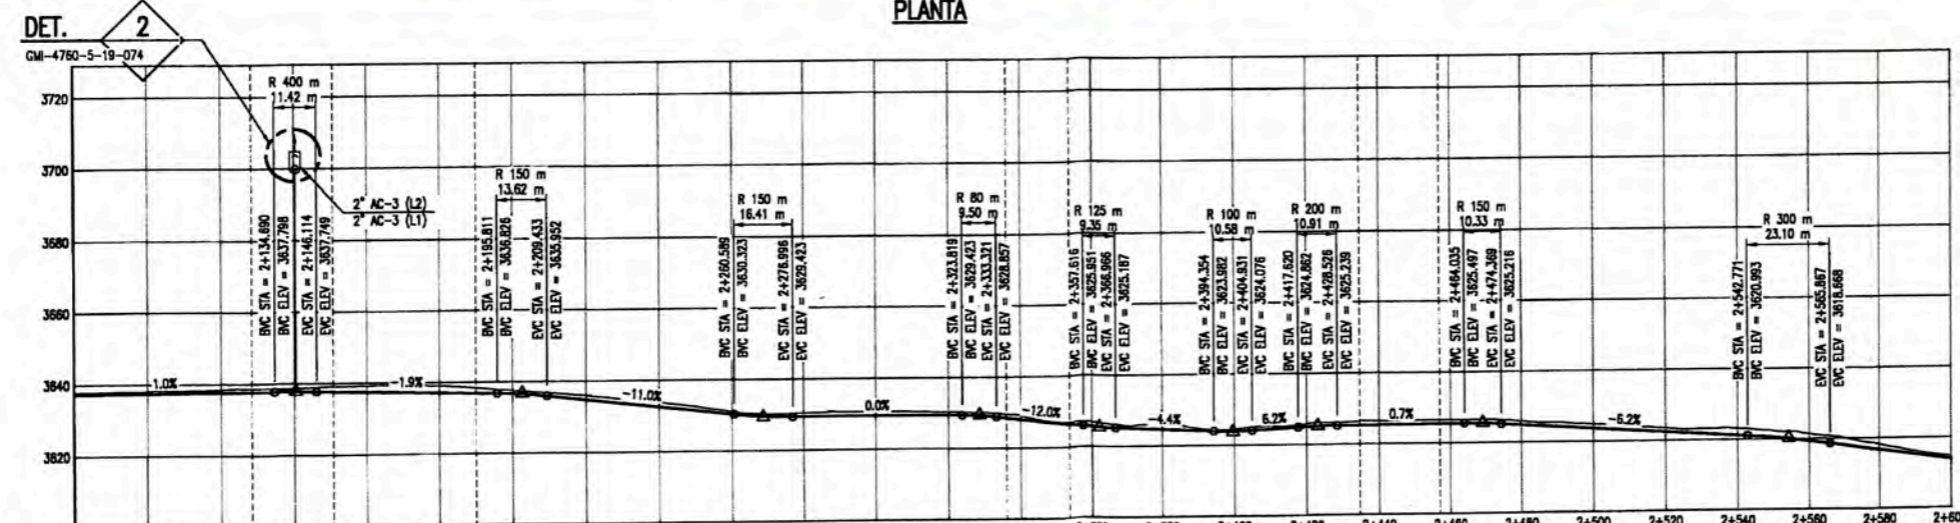 PLANTA
DET.
2
GMI-4760-5-19-074
R 400 m
11.42 m
3720
3700
3680
3660
3640
3620
2" AC-3 (L2)
2" AC-3 (L1)
BVC STA = 2+134.690
BVC ELEV = 3637.798
EVC STA = 2+146.114
EVC ELEV = 3637.749
R 150 m
13.62 m
BVC STA = 2+195.811
BVC ELEV = 3636.826
EVC STA = 2+209.433
EVC ELEV = 3635.952
R 150 m
16.41 m
BVC STA = 2+260.589
BVC ELEV = 3630.323
EVC STA = 2+276.996
EVC ELEV = 3629.423
R 80 m
9.50 m
BVC STA = 2+323.819
BVC ELEV = 3629.423
EVC STA = 2+333.321
EVC ELEV = 3628.857
R 125 m
9.35 m
BVC STA = 2+357.616
BVC ELEV = 3625.951
EVC STA = 2+366.966
EVC ELEV = 3625.187
R 100 m
10.58 m
BVC STA = 2+394.354
BVC ELEV = 3623.982
EVC STA = 2+404.931
EVC ELEV = 3624.076
R 200 m
10.91 m
BVC STA = 2+417.620
BVC ELEV = 3624.862
EVC STA = 2+428.526
EVC ELEV = 3625.239
R 150 m
10.33 m
BVC STA = 2+464.035
BVC ELEV = 3625.497
EVC STA = 2+474.369
EVC ELEV = 3625.216
R 300 m
23.10 m
BVC STA = 2+542.771
BVC ELEV = 3620.993
EVC STA = 2+565.867
EVC ELEV = 3618.668
1.0%
-1.9%
-11.0%
0.0%
-12.0%
-4.4%
6.2%
0.7%
-6.2%
2+440
2+460
2+480
2+500
2+520
2+540
2+560
2+580